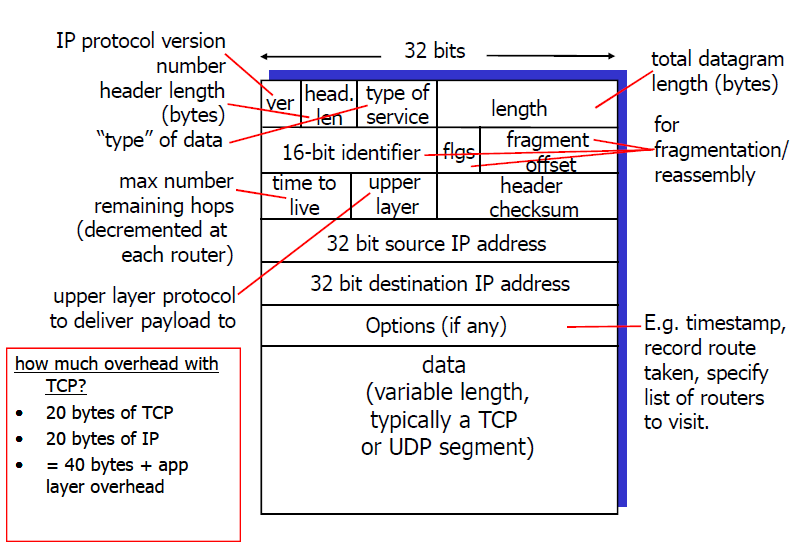 32 bits
IP protocol version
number
header length
(bytes)
“type” of data
max number
remaining hops
(decremented at
each router)
upper layer protocol
to deliver payload to
ver
head.
len
type of
service
length
16-bit identifier
flgs
fragment
offset
time to
live
upper
layer
header
checksum
32 bit source IP address
32 bit destination IP address
Options (if any)
data
(variable length,
typically a TCP
or UDP segment)
total datagram
length (bytes)
for
fragmentation/
reassembly
E.g. timestamp,
record route
taken, specify
list of routers
to visit.
how much overhead with
TCP?
• 20 bytes of TCP
• 20 bytes of IP
• = 40 bytes + app
layer overhead